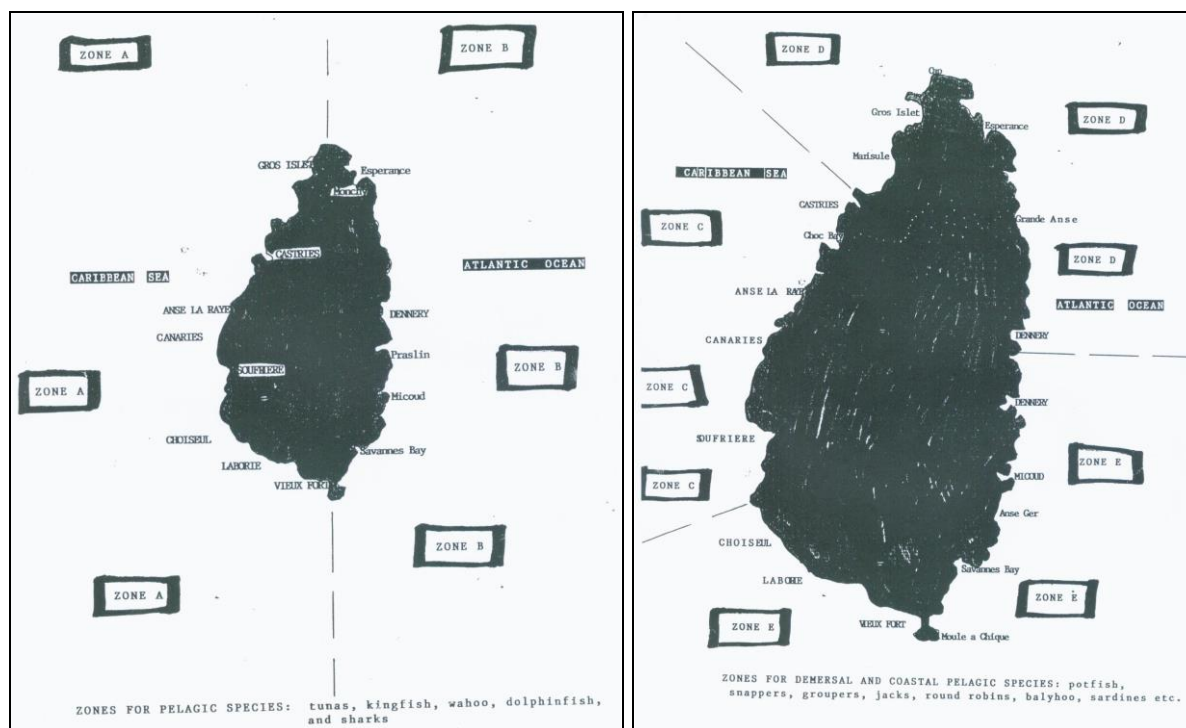 ZONE A
ZONE B
GROS ISLET
Esperance
CASTRIES
CARIBBEAN SEA
ATLANTIC OCEAN
ANSE LA RAYE
DENNERY
CANARIES
Praslin
SOUFRIERE
ZONE B
ZONE A
Micoud
CHOISEUL
Savannes Bay
LABORIE
VIEUX FORT
ZONE B
ZONE A
ZONES FOR PELAGIC SPECIES: tunas, kingfish, wahoo, dolphinfish,
and sharks
ZONE D
Cap
Gros Islet
ZONE D
Esperance
Marisule
CARIBBEAN SEA
CASTRIES
ZONE C
Grande Anse
Choc Bay
ZONE D
ANSE LA RAYE
ATLANTIC OCEAN
CANARIES
DENNERY
ZONE C
DENNERY
SOUFRIERE
ZONE E
ZONE C
MICOUD
Anse Ger
CHOISEUL
Savannes Bay
LABORIE
ZONE E
VIEUX FORT
ZONE E
Moule a Chique
ZONES FOR DEMERSAL AND COASTAL PELAGIC SPECIES: potfish,
snappers, groupers, jacks, round robins, balyhoo, sardines etc.